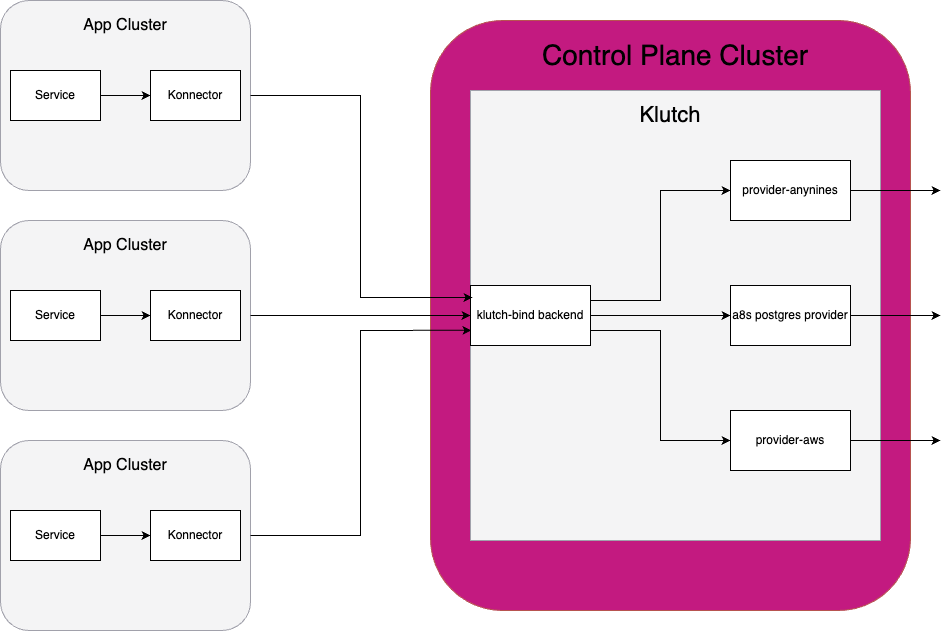 App Cluster
Service
Konnector
App Cluster
Service
Konnector
App Cluster
Service
Konnector
Control Plane Cluster
Klutch
klutch-bind backend
provider-anynines
a8s postgres provider
provider-aws